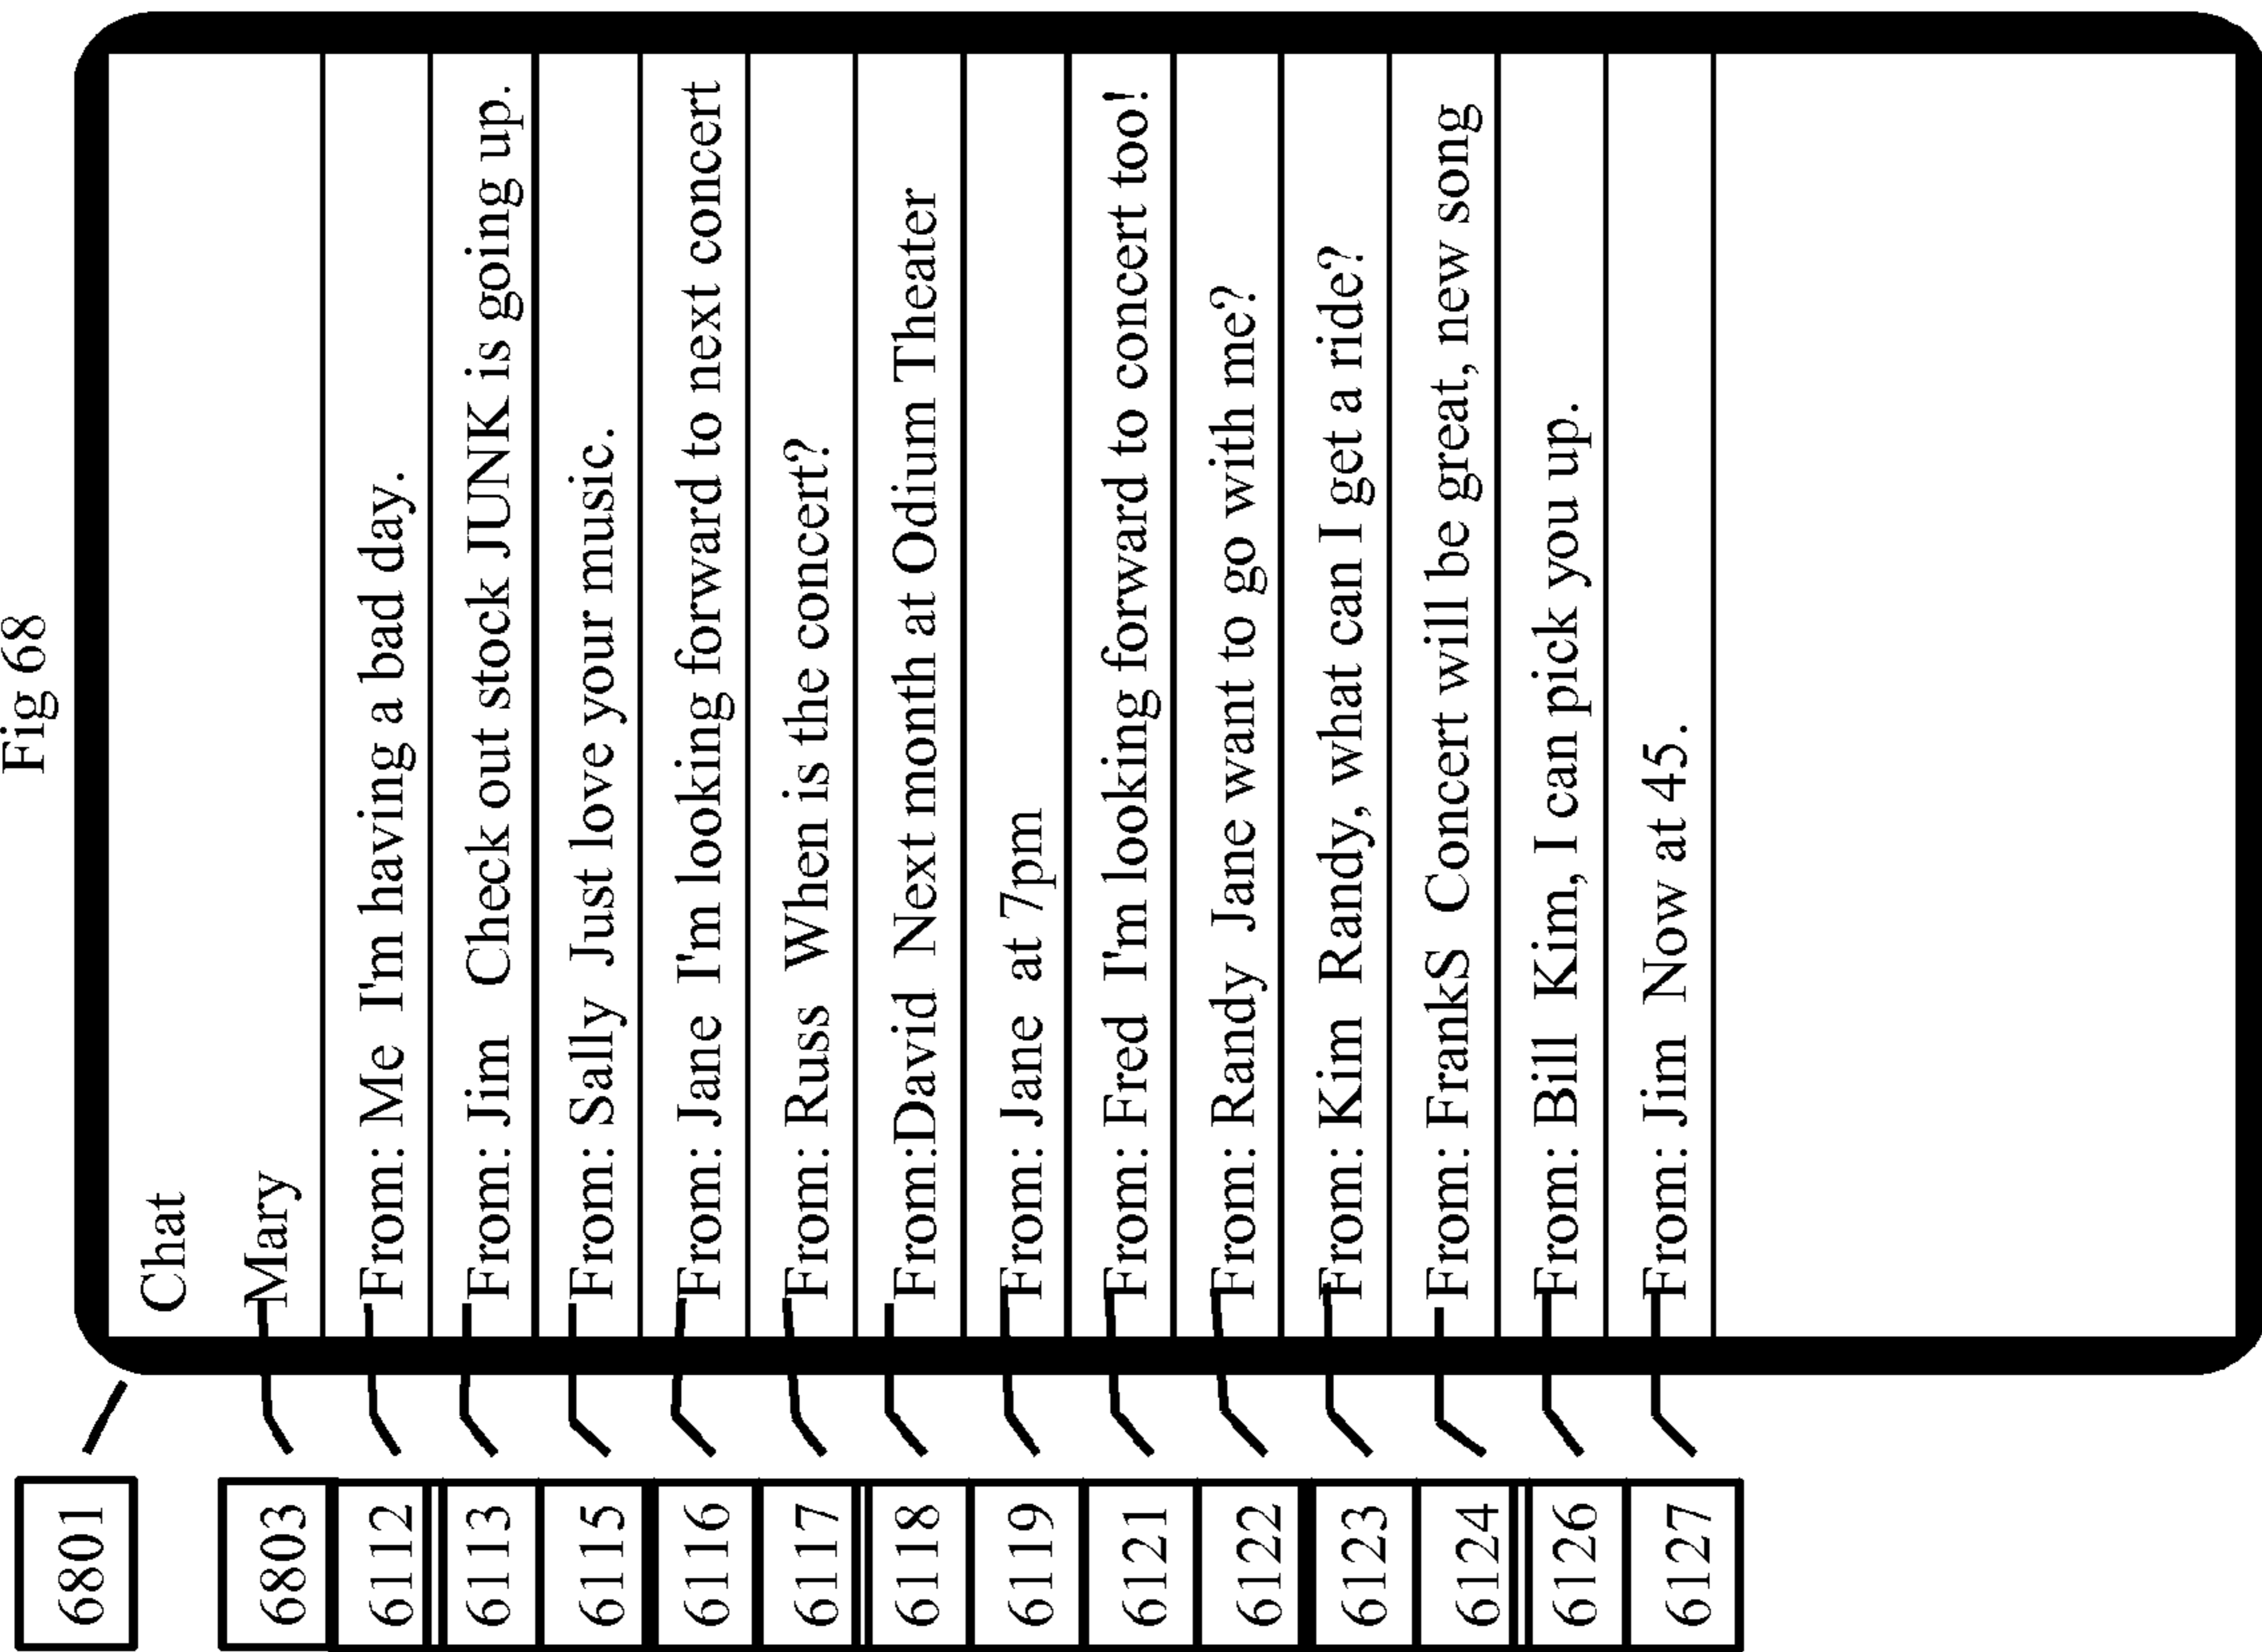 Fig 68
6801
Chat
6803 Mary
6112 From: Me I'm having a bad day.
6113 From: Jim Check out stock JUNK is going up.
6115 From: Sally Just love your music.
6116 From: Jane I'm looking forward to next concert
6117 From: Russ When is the concert?
6118 From:David Next month at Odium Theater
6119 From: Jane at 7pm
6121 From: Fred I'm looking forward to concert too!
6122 From: Randy Jane want to go with me?
6123 From: Kim Randy, what can I get a ride?
6124 From: FrankS Concert will be great, new song
6126 From: Bill Kim, I can pick you up.
6127 From: Jim Now at 45.